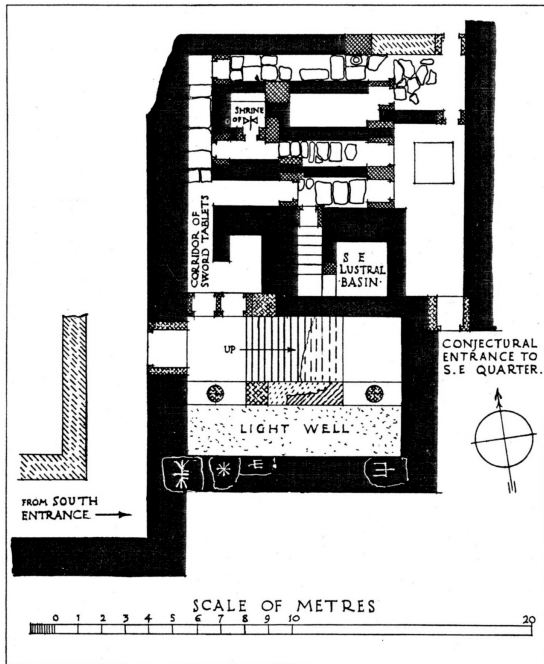 SHRINE
OF
CORRIDOR OF
SWORD TABLETS
S E
LUSTRAL
·BASIN·
UP
CONJECTURAL
ENTRANCE TO
S.E QUARTER.
LIGHT WELL
FROM SOUTH
ENTRANCE
SCALE OF METRES
0 1 2 3 4 5 6 7 8 9 10 20